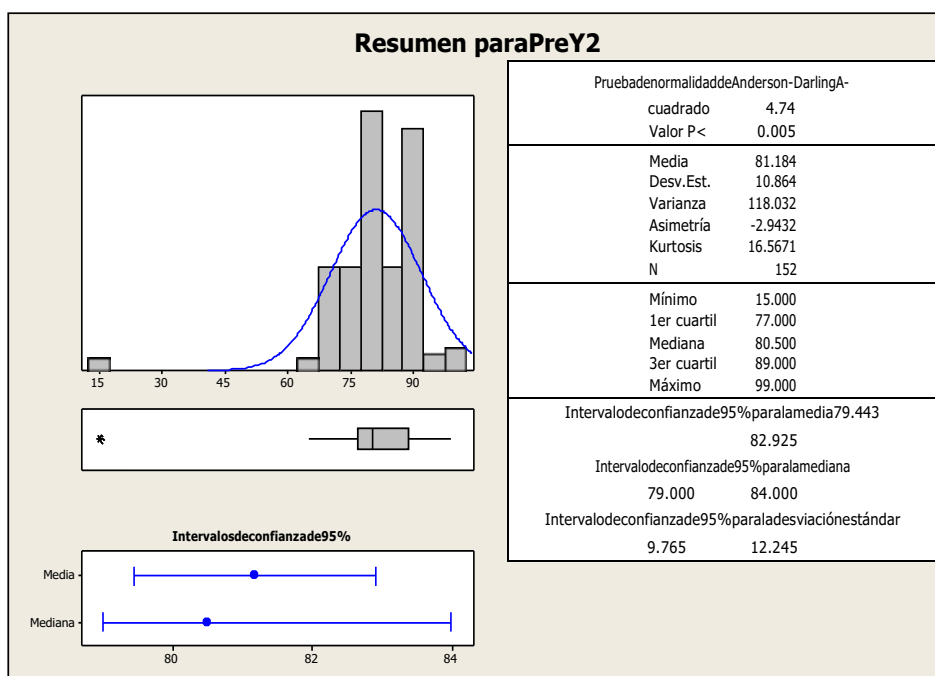 Resumen paraPreY2
PruebadenormalidaddeAnderson-DarlingA-
cuadrado 4.74
Valor P< 0.005
Media 81.184
Desv.Est. 10.864
Varianza 118.032
Asimetría -2.9432
Kurtosis 16.5671
N 152
Mínimo 15.000
1er cuartil 77.000
Mediana 80.500
3er cuartil 89.000
Máximo 99.000
Intervalodeconfianzade95%paralamedia79.443
82.925
Intervalodeconfianzade95%paralamediana
79.000 84.000
Intervalodeconfianzade95%paraladesviaciónestándar
9.765 12.245
15 30 45 60 75 90
Intervalosdeconfianzade95%
Media
Mediana
80 82 84